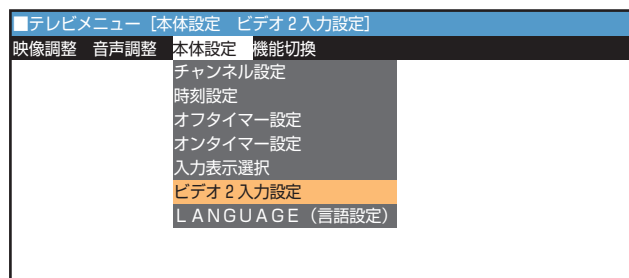 ■テレビメニュー [本体設定　ビデオ２入力設定]
映像調整　音声調整　本体設定　機能切換
チャンネル設定
時刻設定
オフタイマー設定
オンタイマー設定
入力表示選択
ビデオ２入力設定
ＬＡＮＧＵＡＧＥ（言語設定）